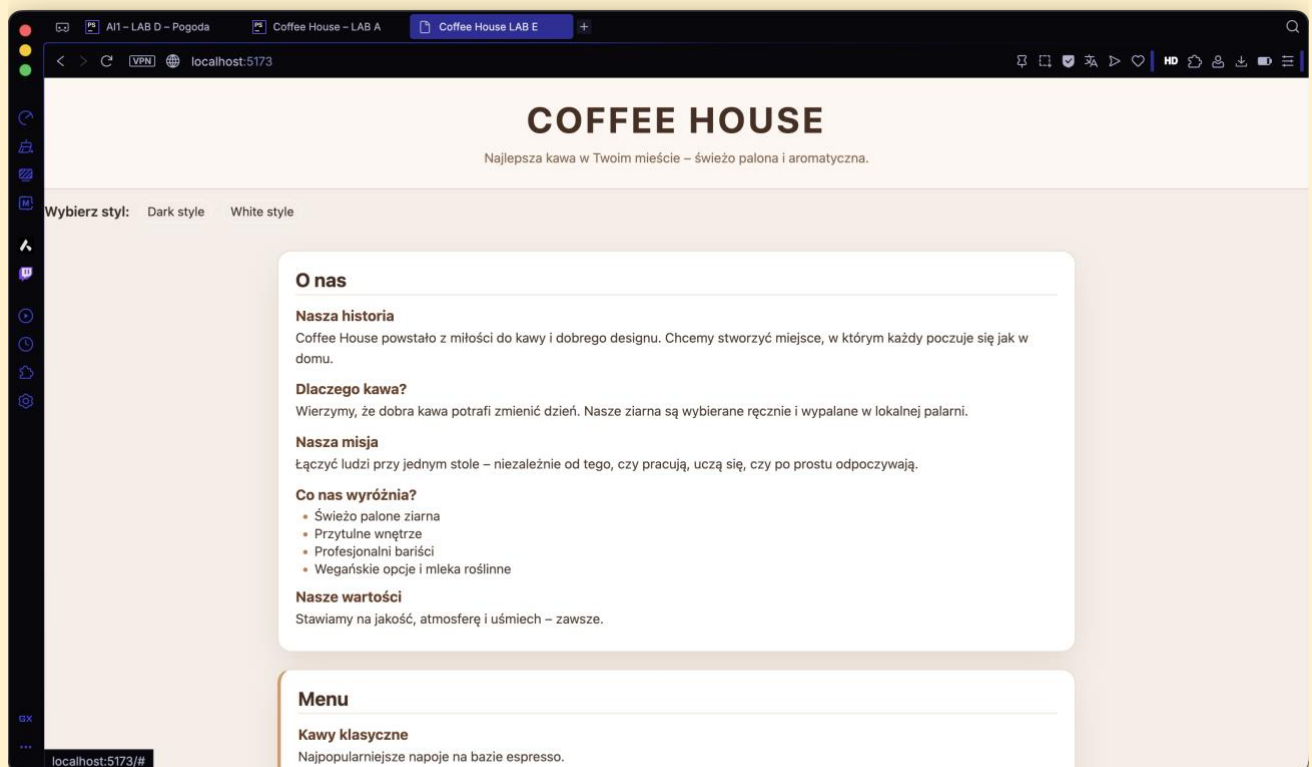 AI1 – LAB D – Pogoda
Coffee House – LAB A
Coffee House LAB E
VPN localhost:5173
HD
COFFEE HOUSE
Najlepsza kawa w Twoim mieście – świeżo palona i aromatyczna.
Wybierz styl: Dark style White style
O nas
Nasza historia
Coffee House powstało z miłości do kawy i dobrego designu. Chcemy stworzyć miejsce, w którym każdy poczuje się jak w
domu.
Dlaczego kawa?
Wierzymy, że dobra kawa potrafi zmienić dzień. Nasze ziarna są wybierane ręcznie i wypalane w lokalnej palarni.
Nasza misja
Łączyć ludzi przy jednym stole – niezależnie od tego, czy pracują, uczą się, czy po prostu odpoczywają.
Co nas wyróżnia?
• Świeżo palone ziarna
• Przytulne wnętrze
• Profesjonalni bariści
• Wegańskie opcje i mleka roślinne
Nasze wartości
Stawiamy na jakość, atmosferę i uśmiech – zawsze.
Menu
Kawy klasyczne
Najpopularniejsze napoje na bazie espresso.
GX
localhost:5173/#